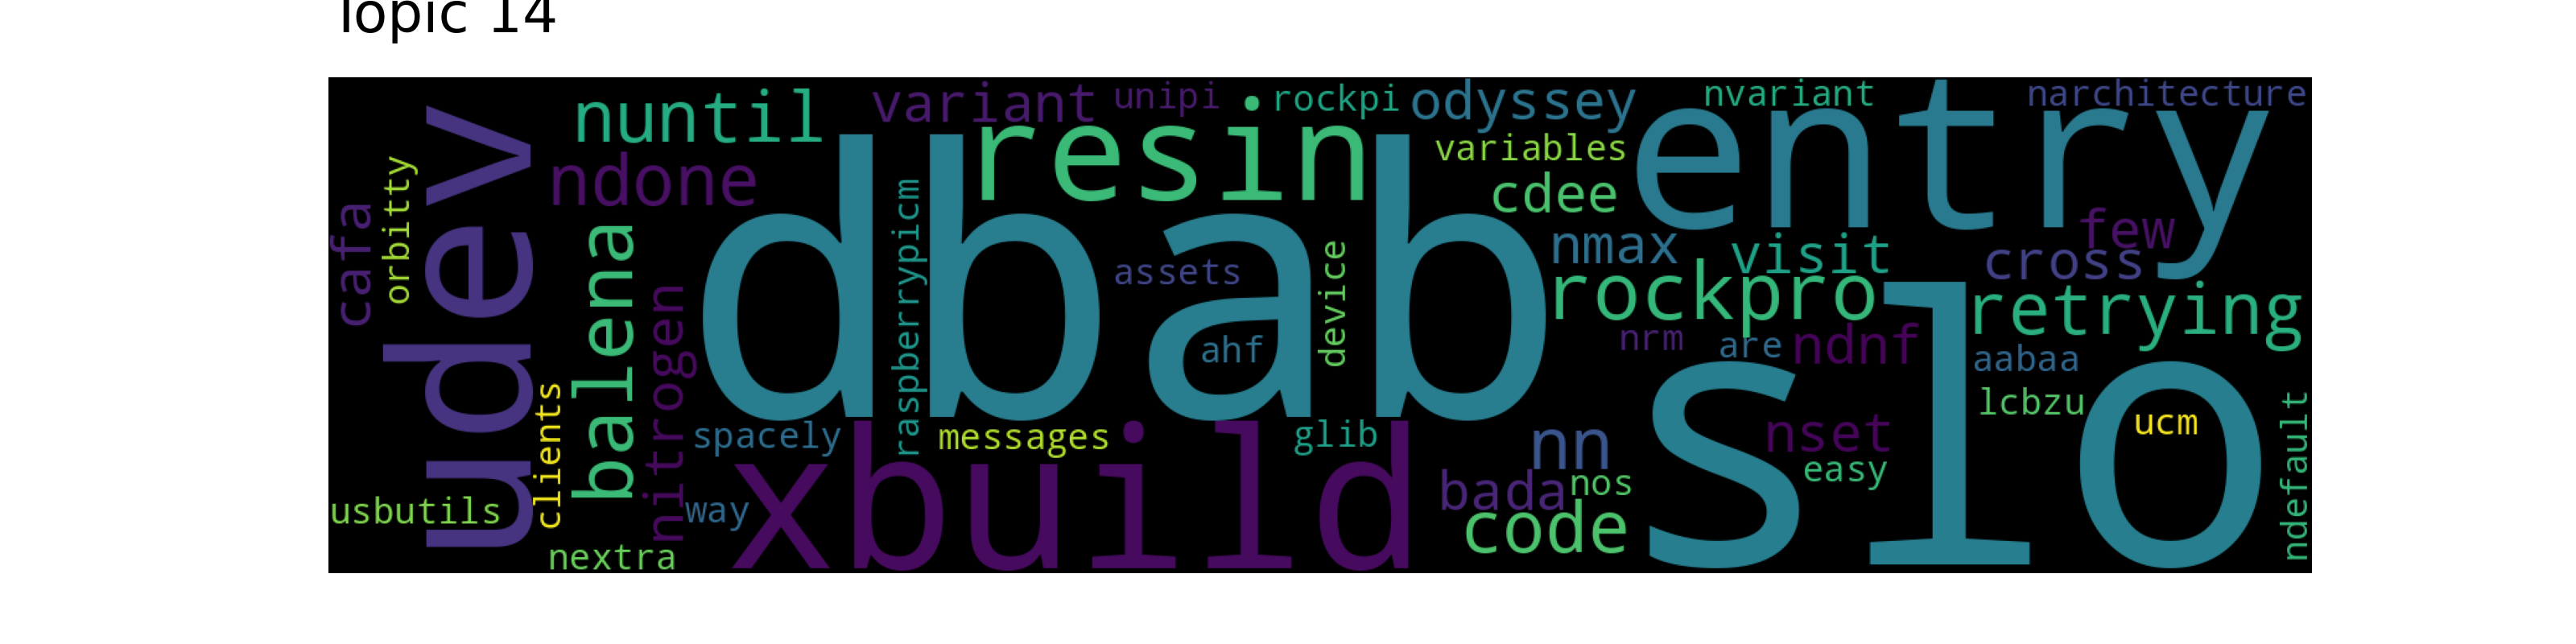 Topic 14
udev
cafa
orbitty
usbutils
clients
nextra
nuntil
ndone
balena
nitrogen
spacely
way
variant
unipi
rockpi
resin
raspberrypicm
dbab
assets
ahf
device
messages
glib
xbuild
odyssey
variables
cdee
nvariant
narchitecture
entry
few
nmax
visit
cross
rockpro
retrying
nrm
are
ndnf
aabaa
lcbzu
slo
ucm
nn
nset
easy
bada
nos
code
ndefault